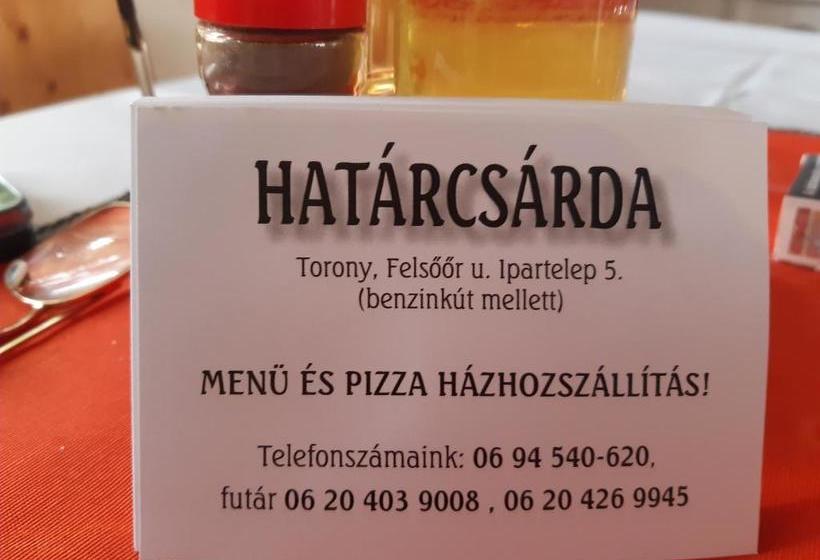 HATÁRCSÁRDA
Torony, Felsőőr u. Ipartelep 5.
(benzinkút mellett)
MENÜ ÉS PIZZA HÁZHOZSZÁLLÍTÁS!
Telefonszámaink: 06 94 540-620,
futár 06 20 403 9008 , 06 20 426 9945